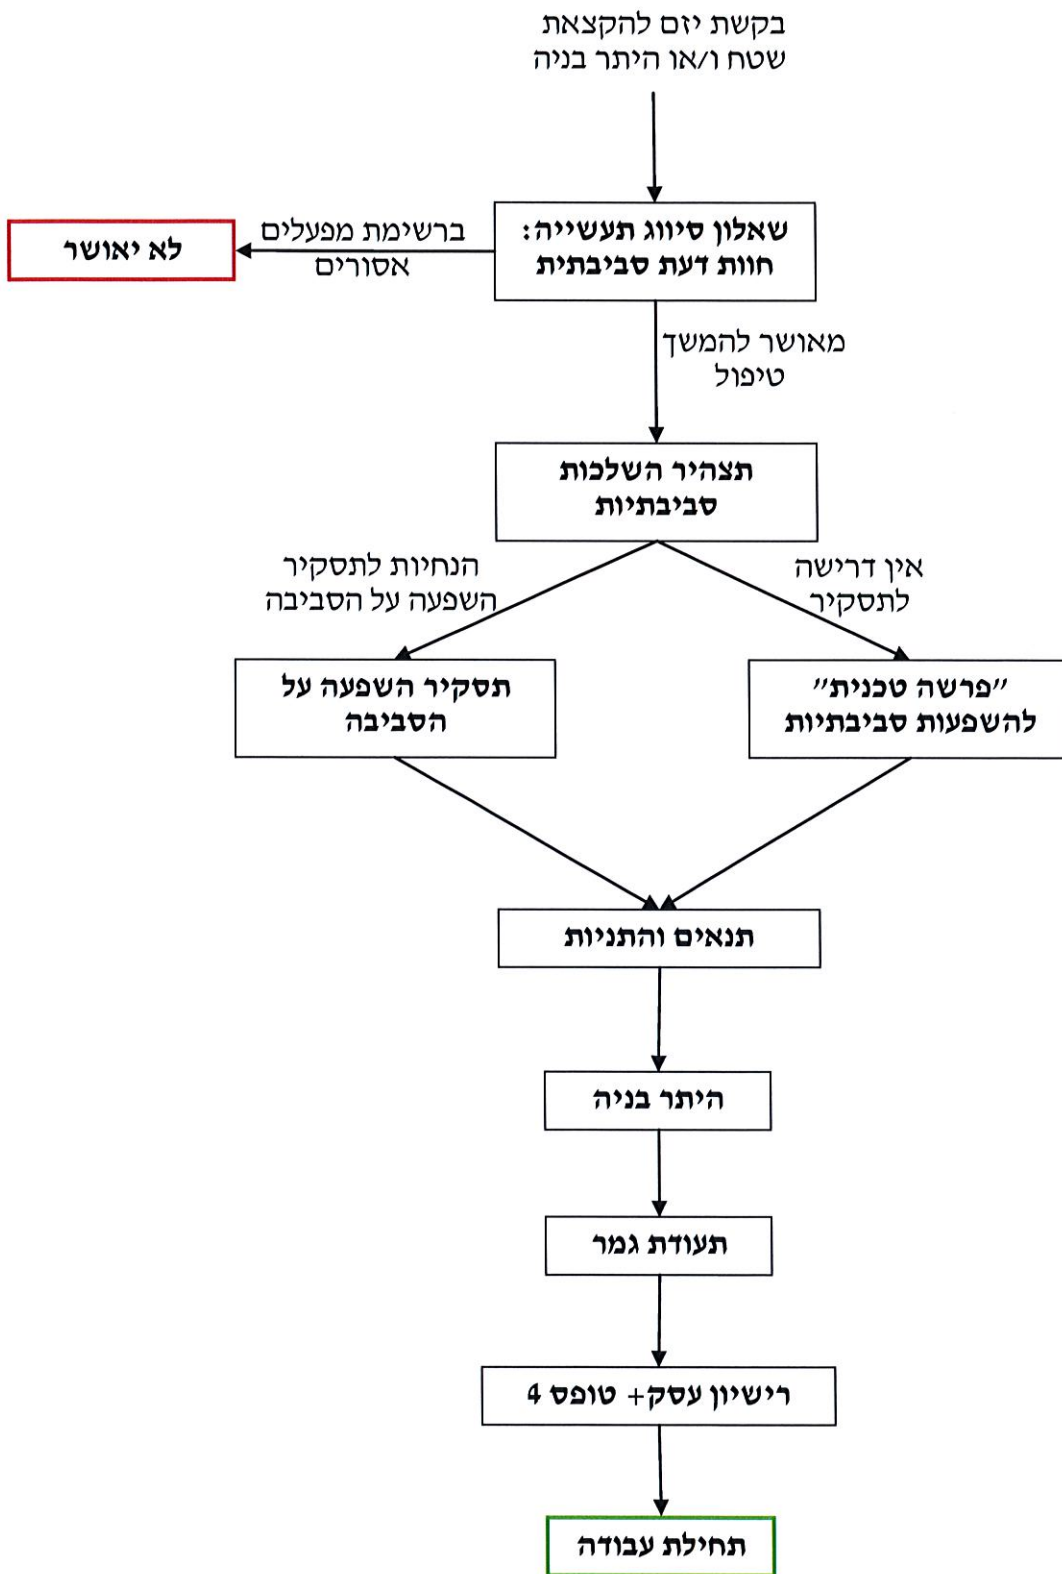 בקשת יזם להקצאת
שטח ו/או היתר בניה
שאלון סיווג תעשייה:
חוות דעת סביבתית
ברשימת מפעלים
אסורים
לא יאושר
מאושר להמשך
טיפול
תצהיר השלכות
סביבתיות
אין דרישה
לתסקיר
הנחיות לתסקיר
השפעה על הסביבה
"פרשה טכנית"
להשפעות סביבתיות
תסקיר השפעה על
הסביבה
תנאים והתניות
היתר בניה
תעודת גמר
רישיון עסק+ טופס 4
תחילת עבודה